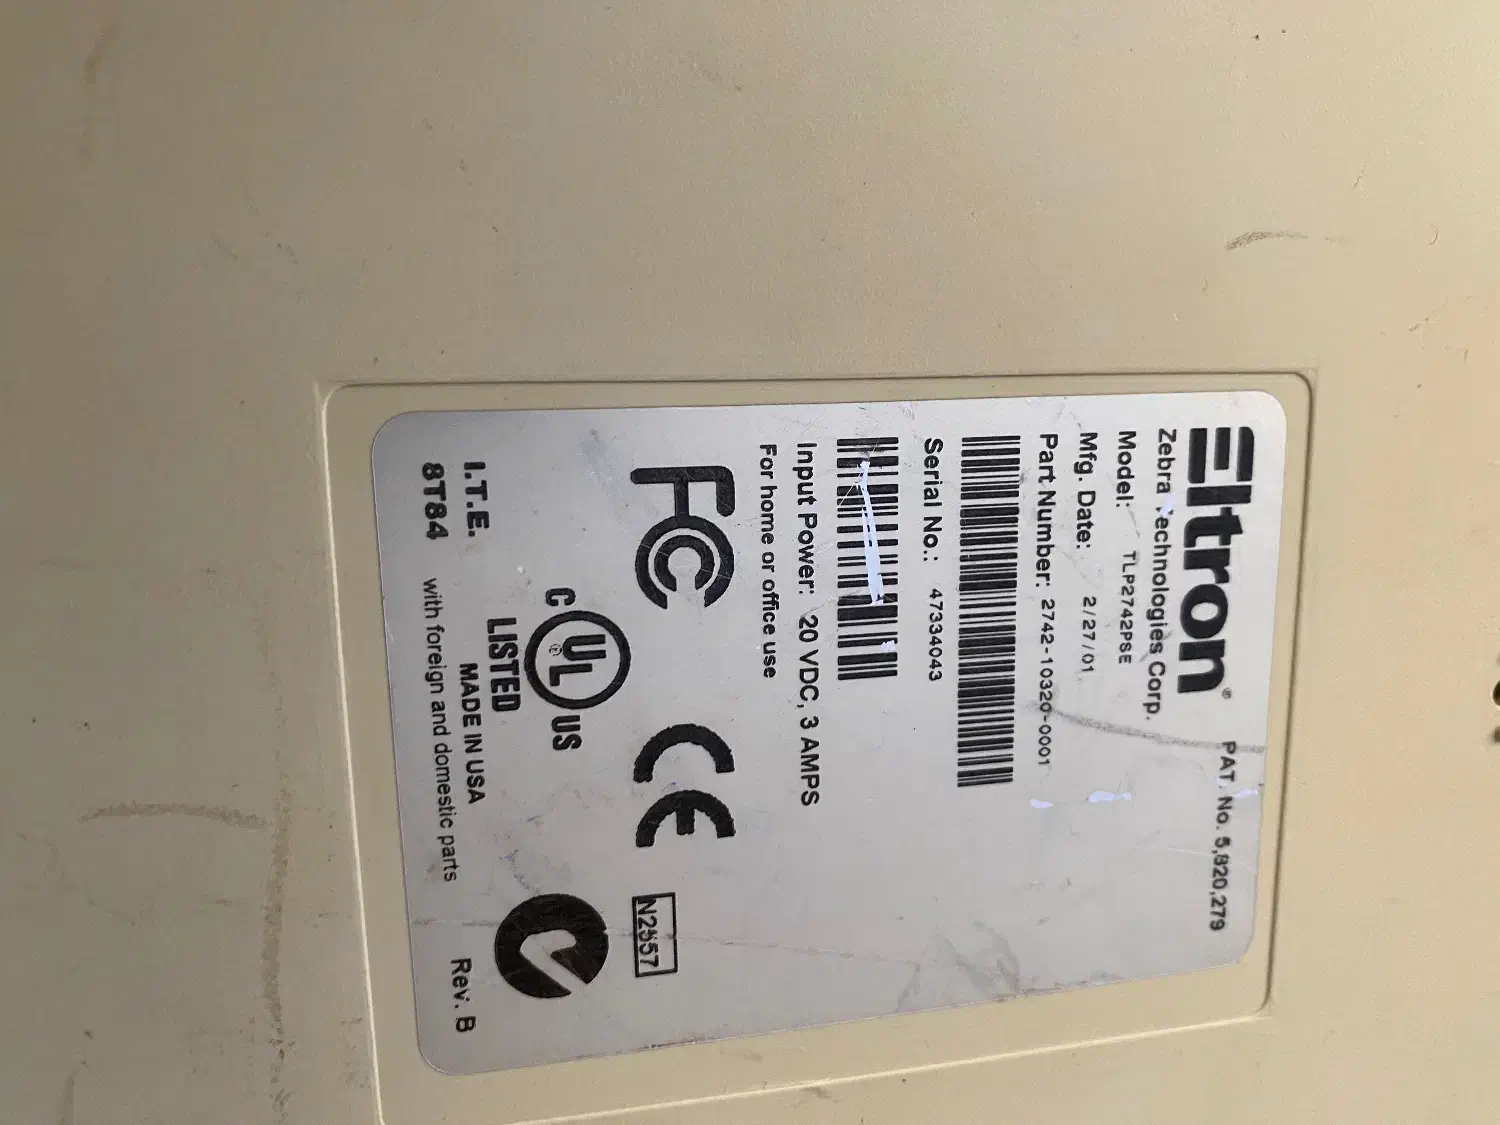 Eltron® PAT. No. 5,820,279
Zebra Technologies Corp.
Model: TLP2742PSE
Mfg. Date: 2/27/01
Part Number: 2742-10320-0001
Serial No.: 47334043
Input Power: 20 VDC, 3 AMPS
For home or office use
FC CE N2557
C UL® US
LISTED
I.T.E. MADE IN USA
8T84 with foreign and domestic parts Rev. B